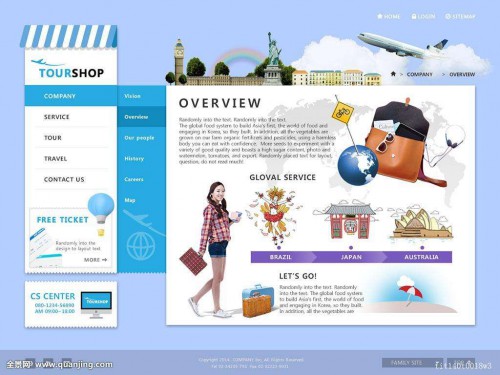 HOME
LOGIN
SITEMAP
TOURSHOP
COMPANY
SERVICE
TOUR
TRAVEL
CONTACT US
Vision
Overview
Our people
History
Careers
Map
COMPANY > OVERVIEW
OVERVIEW
Randomly into the text. Randomly into the text.
The global food system to build Asia's first, the world of food and
engaging in Korea, so they built. In addition, all the vegetables are
grown on our farm organic fertilizers and pesticides, using a harmless
body you can eat with confidence. More seems to experiment with a
variety of good quality and boasts a high sugar content, photo and
watermelon, tomatoes, and export. Randomly placed text for layout,
question, do not read result!
GLOVAL SERVICE
BRAZIL
JAPAN
AUSTRALIA
LET'S GO!
Randomly into the text. Randomly into the text.
The global food system to build Asia's first, the world
of food and engaging in Korea, so they built.
In addition, all the vegetables are
FREE TICKET
Randomly into the
design to layout text.
MORE
CS CENTER
080-1234-56890
AM 09:00~18:00
TOURSHOP
FAMILY SITE
全景网 © www.quanjing.com